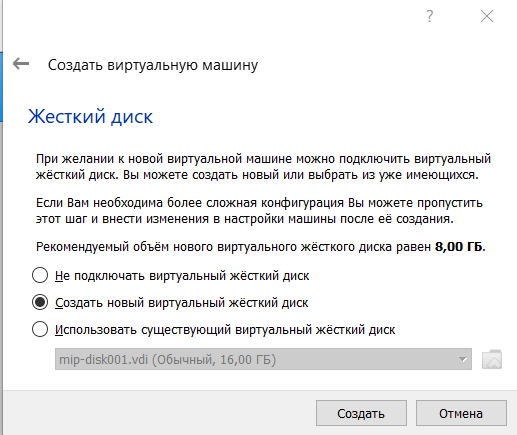 ?
Создать виртуальную машину
Жесткий диск
При желании к новой виртуальной машине можно подключить виртуальный
жёсткий диск. Вы можете создать новый или выбрать из уже имеющихся.
Если Вам необходима более сложная конфигурация Вы можете пропустить
этот шаг и внести изменения в настройки машины после её создания.
Рекомендуемый объём нового виртуального жёсткого диска равен 8,00 ГБ.
Не подключать виртуальный жёсткий диск
Создать новый виртуальный жёсткий диск
Использовать существующий виртуальный жёсткий диск
mip-disk001.vdi (Обычный, 16,00 ГБ)
Создать Отмена